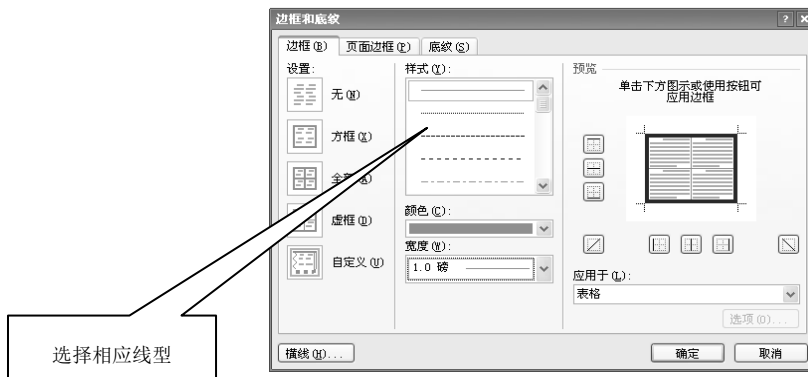 边框和底纹
边框(B) 页面边框(P) 底纹(S)
设置:
无(N)
方框(X)
全部(A)
虚框(D)
自定义(U)
样式(Y):
颜色(C):
宽度(W):
1.0 磅
预览
单击下方图示或使用按钮可
应用边框
应用于(L):
表格
选项(O)...
横线(H)...
确定
取消
选择相应线型